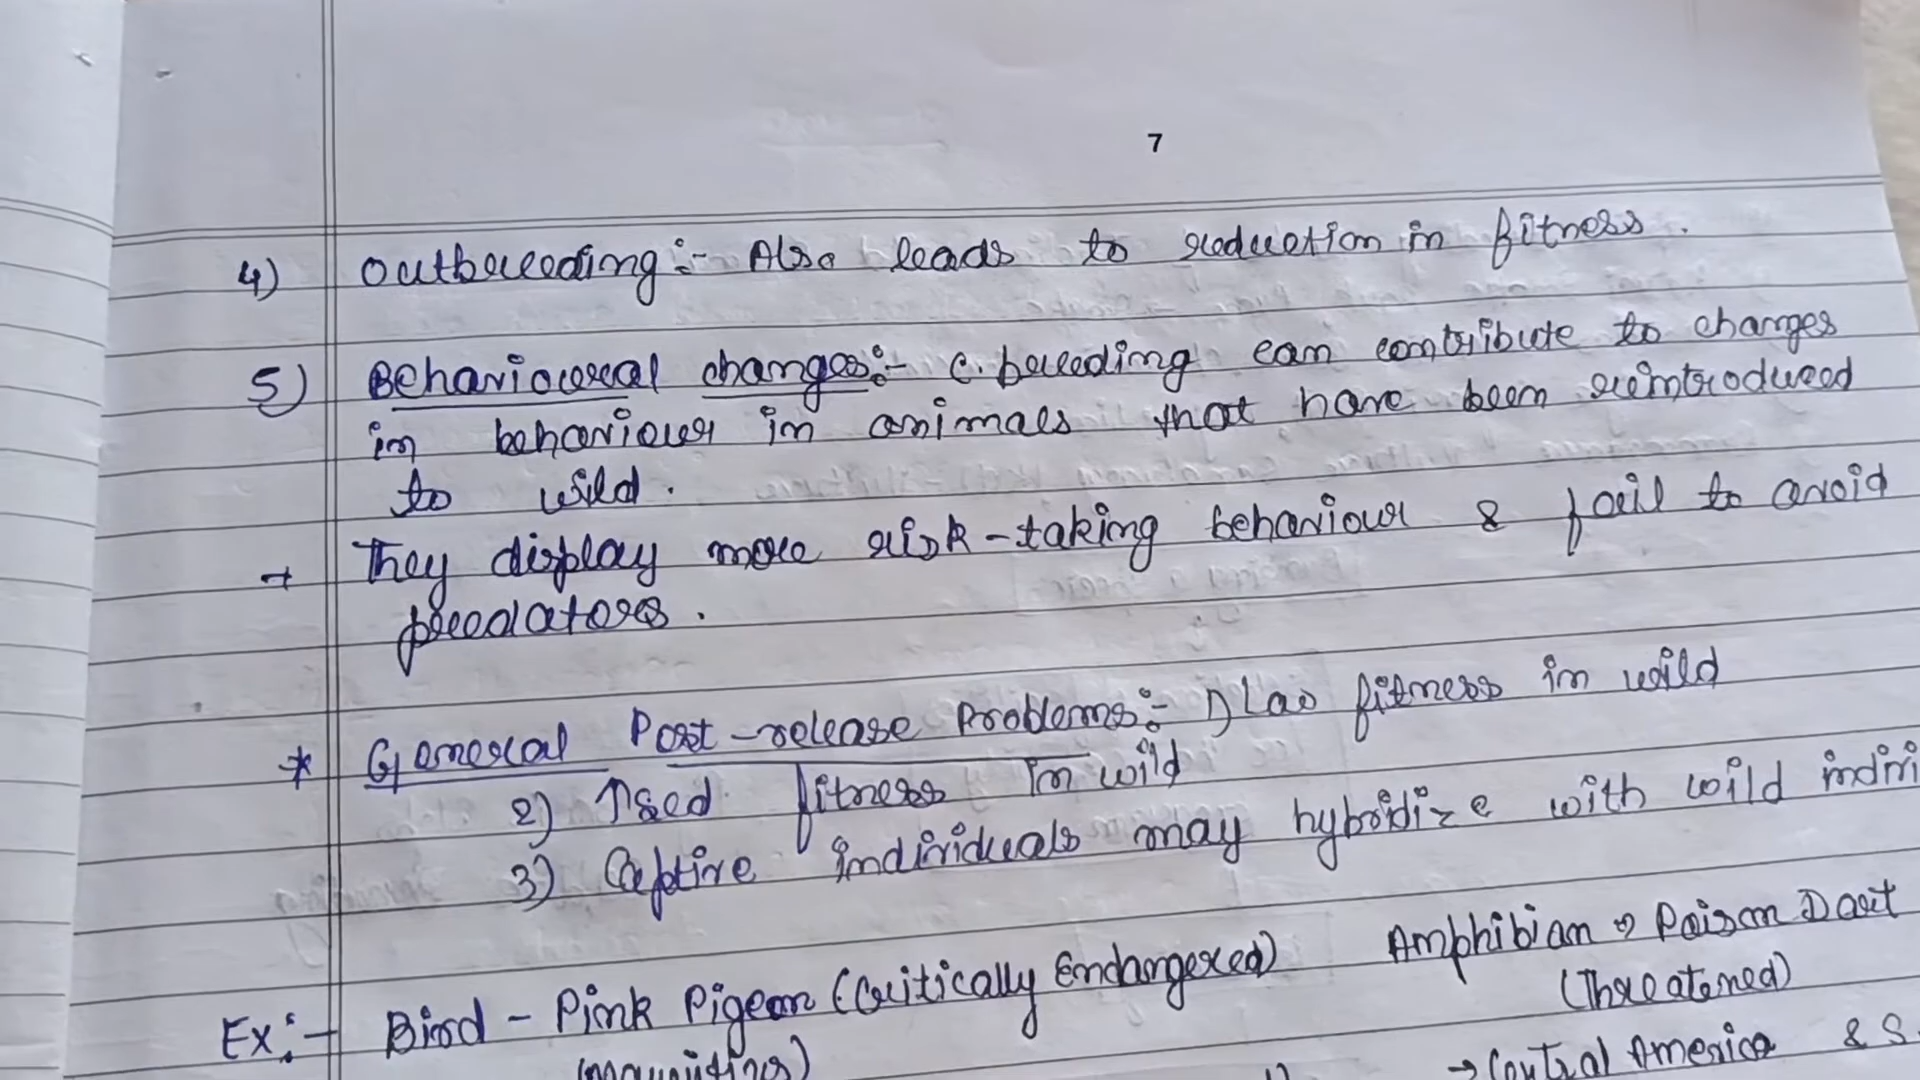 7
4) Outbreeding :- Also leads to reduction in fitness.
5) Behavioural changes :- C. breeding can contribute to changes
in behaviour in animals that have been reintroduced
to wild.
→ They display more risk-taking behaviour & fail to avoid
predators.
* General Post-release Problems :- 1) fitness in wild
2) ↑sed fitness in wild
3) Captive individuals may hybridize with wild indivi
Ex :- Bird - Pink Pigeon (Critically Endangered) Amphibian → Poison Dart
(Mauritius) (Threatened)
→ Central America & S.